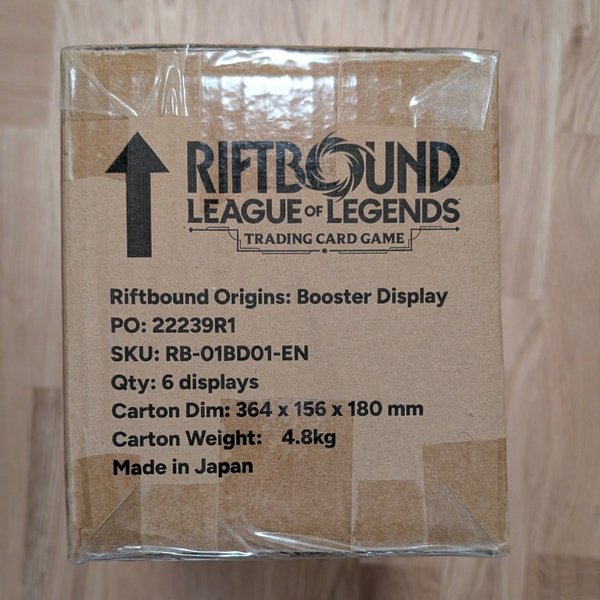 RIFTBOUND
LEAGUE OF LEGENDS
TRADING CARD GAME
Riftbound Origins: Booster Display
PO: 22239R1
SKU: RB-01BD01-EN
Qty: 6 displays
Carton Dim: 364 x 156 x 180 mm
Carton Weight: 4.8kg
Made in Japan